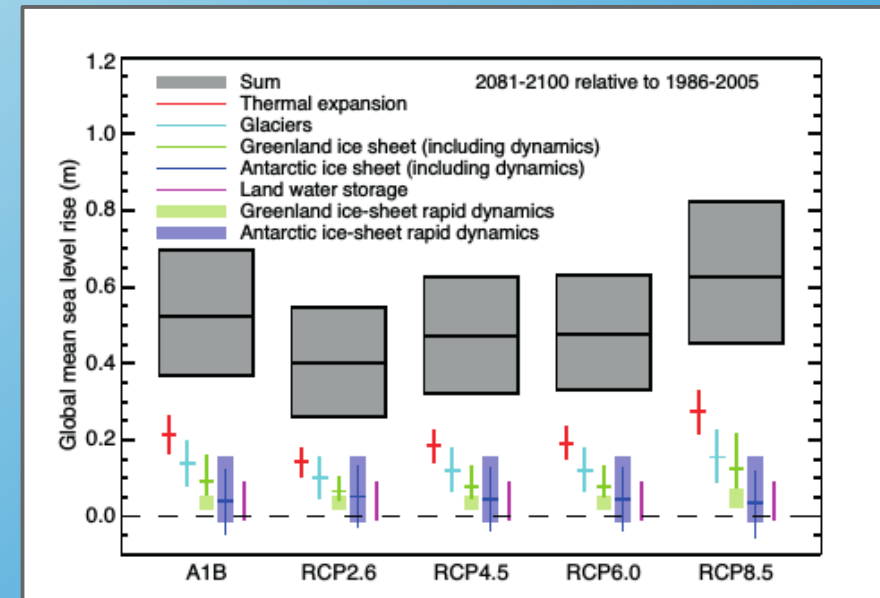 1.2
1.0
0.8
0.6
0.4
0.2
0.0
Global mean sea level rise (m)
Sum
2081-2100 relative to 1986-2005
Thermal expansion
Glaciers
Greenland ice sheet (including dynamics)
Antarctic ice sheet (including dynamics)
Land water storage
Greenland ice-sheet rapid dynamics
Antarctic ice-sheet rapid dynamics
A1B
RCP2.6
RCP4.5
RCP6.0
RCP8.5